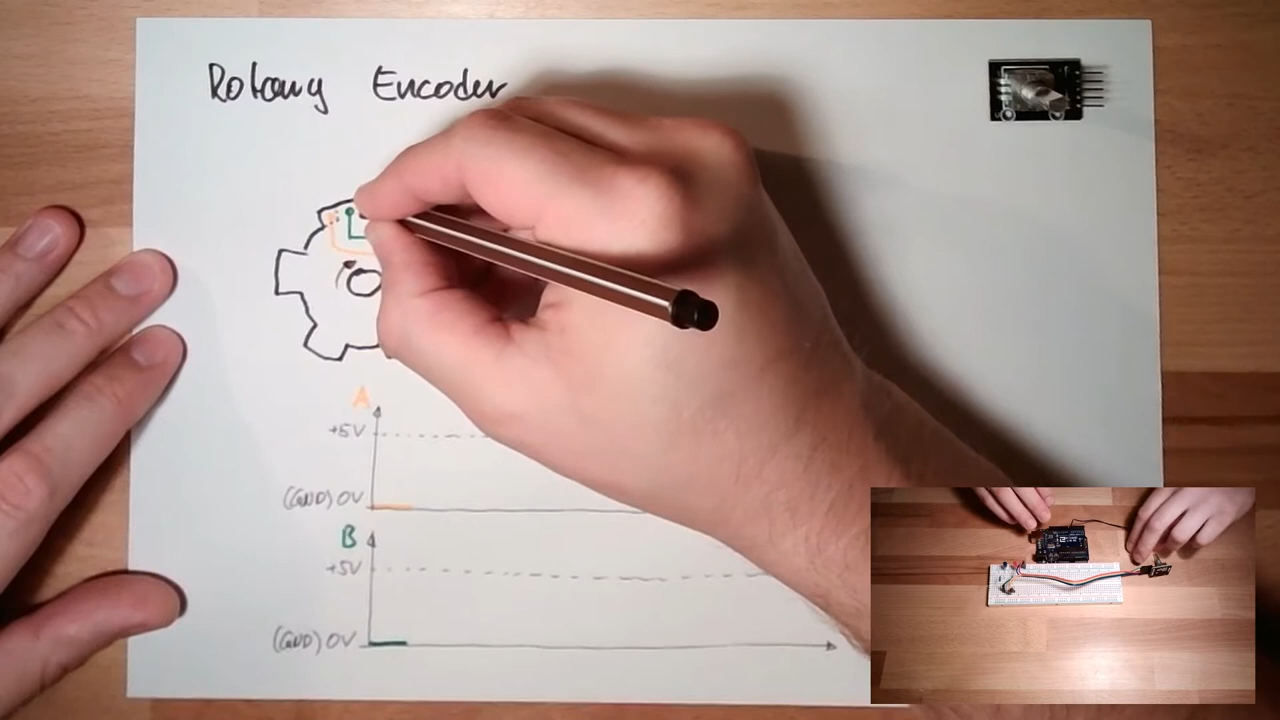 Rotary Encoder
A
+5V
(GND) 0V
B
+5V
(GND) 0V